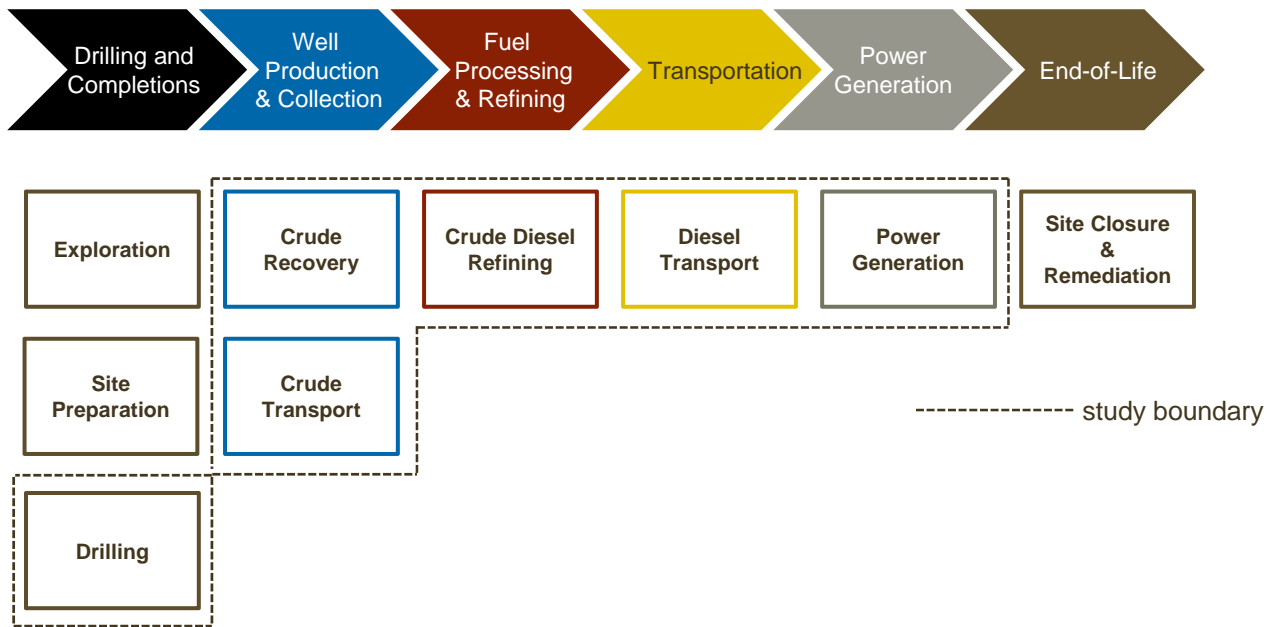 Drilling and
Completions
Well
Production
& Collection
Fuel
Processing
& Refining
Transportation
Power
Generation
End-of-Life
Exploration
Crude
Recovery
Crude Diesel
Refining
Diesel
Transport
Power
Generation
Site Closure
&
Remediation
Site
Preparation
Crude
Transport
study boundary
Drilling